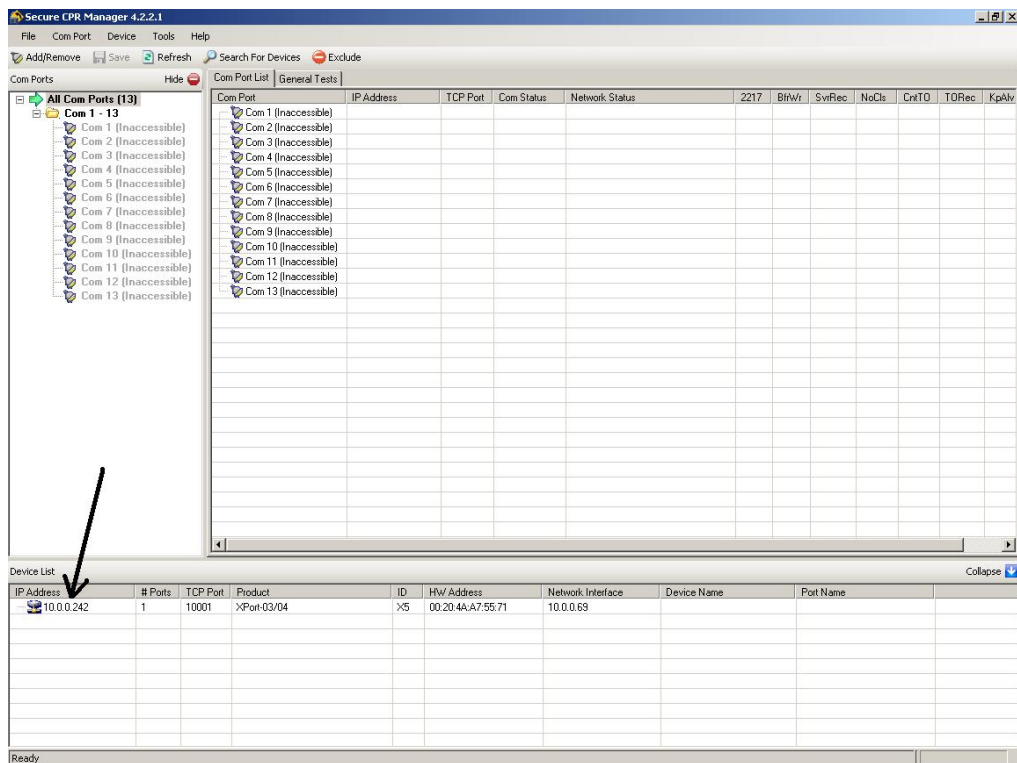 Secure CPR Manager 4.2.2.1
File Com Port Device Tools Help
Add/Remove Save Refresh Search For Devices Exclude
Com Ports Hide
All Com Ports (13)
Com 1 - 13
Com 1 (Inaccessible)
Com 2 (Inaccessible)
Com 3 (Inaccessible)
Com 4 (Inaccessible)
Com 5 (Inaccessible)
Com 6 (Inaccessible)
Com 7 (Inaccessible)
Com 8 (Inaccessible)
Com 9 (Inaccessible)
Com 10 (Inaccessible)
Com 11 (Inaccessible)
Com 12 (Inaccessible)
Com 13 (Inaccessible)
Com Port List General Tests
Com Port IP Address TCP Port Com Status Network Status 2217 BfrWr SvrRec NoCls CntTO TORec KpAlv
Com 1 (Inaccessible)
Com 2 (Inaccessible)
Com 3 (Inaccessible)
Com 4 (Inaccessible)
Com 5 (Inaccessible)
Com 6 (Inaccessible)
Com 7 (Inaccessible)
Com 8 (Inaccessible)
Com 9 (Inaccessible)
Com 10 (Inaccessible)
Com 11 (Inaccessible)
Com 12 (Inaccessible)
Com 13 (Inaccessible)
Device List Collapse
IP Address # Ports TCP Port Product ID HW Address Network Interface Device Name Port Name
10.0.0.242 1 10001 XPort-03/04 X5 00:20:4A:A7:55:71 10.0.0.69
Ready